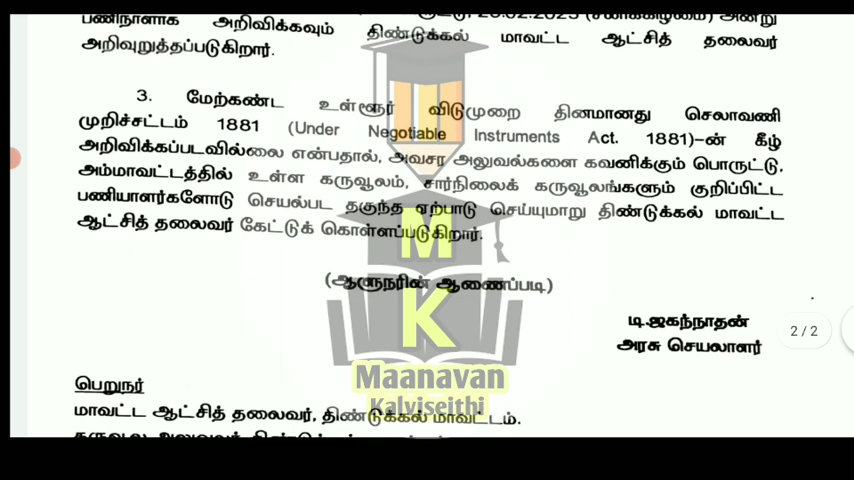 பணிநாளாக அறிவிக்கவும் திண்டுக்கல் மாவட்ட ஆட்சித் தலைவர்
அறிவுறுத்தப்படுகிறார்.
3. மேற்கண்ட உள்ளூர் விடுமுறை தினமானது செலாவணி
முறிச்சட்டம் 1881 (Under Negotiable Instruments Act. 1881)-ன் கீழ்
அறிவிக்கப்படவில்லை என்பதால், அவசர அலுவல்களை கவனிக்கும் பொருட்டு,
அம்மாவட்டத்தில் உள்ள கருவூலம், சார்நிலைக் கருவூலங்களும் குறிப்பிட்ட
பணியாளர்களோடு செயல்பட தகுந்த ஏற்பாடு செய்யுமாறு திண்டுக்கல் மாவட்ட
ஆட்சித் தலைவர் கேட்டுக் கொள்ளப்படுகிறார்.
(ஆளுநரின் ஆணைப்படி)
டி.ஜகந்நாதன்
அரசு செயலாளர்
2/2
M
K
Maanavan
Kalviseithi
பெறுநர்
மாவட்ட ஆட்சித் தலைவர், திண்டுக்கல் மாவட்டம்.